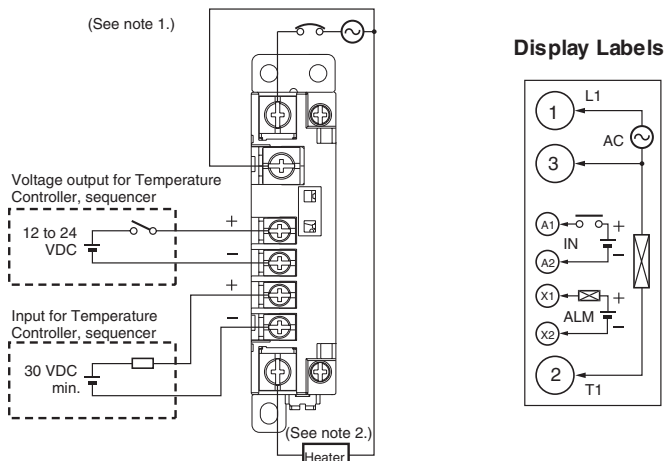 (See note 1.)
Voltage output for Temperature
Controller, sequencer
12 to 24
VDC
+
−
+
−
Input for Temperature
Controller, sequencer
30 VDC
min.
(See note 2.)
Heater
Display Labels
1
L1
AC
3
A1
+
IN
−
A2
X1
+
ALM
−
X2
2
T1